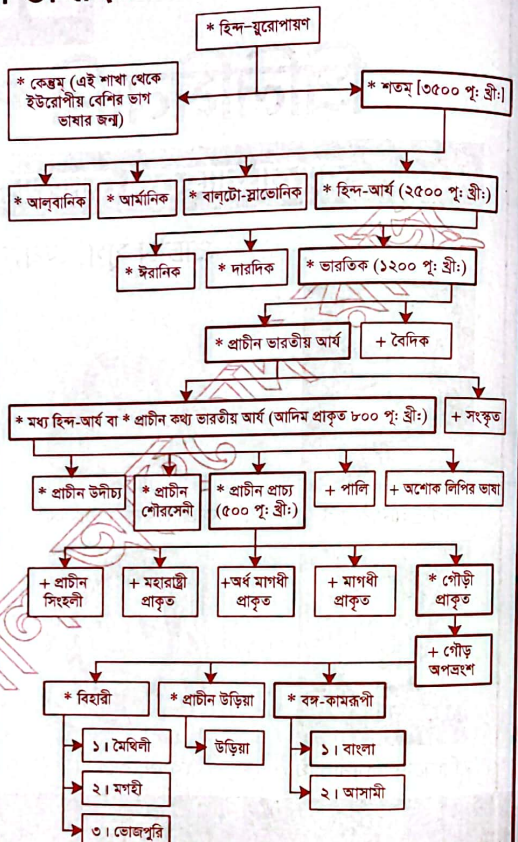 * হিন্দ-য়ুরোপায়ণ
* কেন্তুম্ (এই শাখা থেকে
ইউরোপীয় বেশির ভাগ
ভাষার জন্ম)
* শতম্ [৩৫০০ পূ: খ্রী:]
* আল্‌বানিক
* আর্মানিক
* বাল্‌টো-স্লাভোনিক
* হিন্দ-আর্য (২৫০০ পূ: খ্রী:)
* ঈরানিক
* দারদিক
* ভারতিক (১২০০ পূ: খ্রী:)
* প্রাচীন ভারতীয় আর্য
+ বৈদিক
* মধ্য হিন্দ-আর্য বা * প্রাচীন কথ্য ভারতীয় আর্য (আদিম প্রাকৃত ৮০০ পূ: খ্রী:)
+ সংস্কৃত
* প্রাচীন উদীচ্য
* প্রাচীন
শৌরসেনী
* প্রাচীন প্রাচ্য
(৫০০ পূ: খ্রী:)
+ পালি
+ অশোক লিপির ভাষা
+ প্রাচীন
সিংহলী
+ মহারাষ্ট্রী
প্রাকৃত
+অর্ধ মাগধী
প্রাকৃত
+ মাগধী
প্রাকৃত
* গৌড়ী
প্রাকৃত
+ গৌড়
অপভ্রংশ
* বিহারী
* প্রাচীন উড়িয়া
* বঙ্গ-কামরূপী
১। মৈথিলী
উড়িয়া
১। বাংলা
২। মগহী
২। আসামী
৩। ভোজপুরি